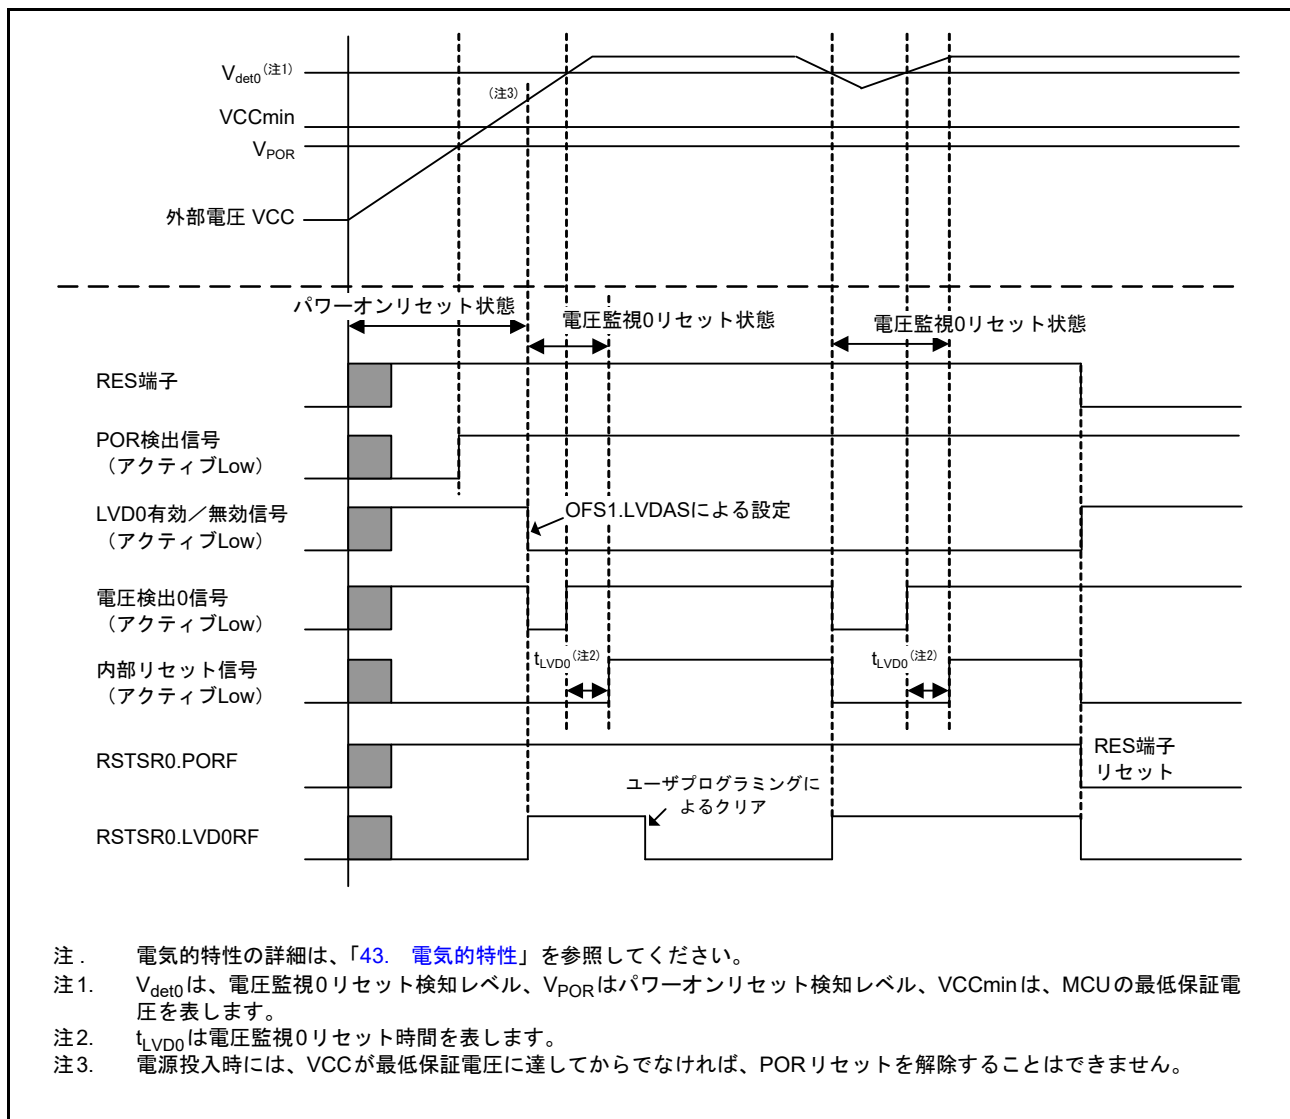 Vdet0(注1)
(注3)
VCCmin
VPOR
外部電圧 VCC
パワーオンリセット状態
電圧監視0リセット状態
電圧監視0リセット状態
RES端子
POR検出信号
(アクティブLow)
LVD0有効/無効信号
(アクティブLow)
OFS1.LVDASによる設定
電圧検出0信号
(アクティブLow)
内部リセット信号
(アクティブLow)
tLVD0(注2)
tLVD0(注2)
RSTSR0.PORF
RES端子
リセット
ユーザプログラミングに
よるクリア
RSTSR0.LVD0RF
注. 電気的特性の詳細は、「43. 電気的特性」を参照してください。
注1. Vdet0は、電圧監視0リセット検知レベル、VPORはパワーオンリセット検知レベル、VCCminは、MCUの最低保証電
圧を表します。
注2. tLVD0は電圧監視0リセット時間を表します。
注3. 電源投入時には、VCCが最低保証電圧に達してからでなければ、PORリセットを解除することはできません。